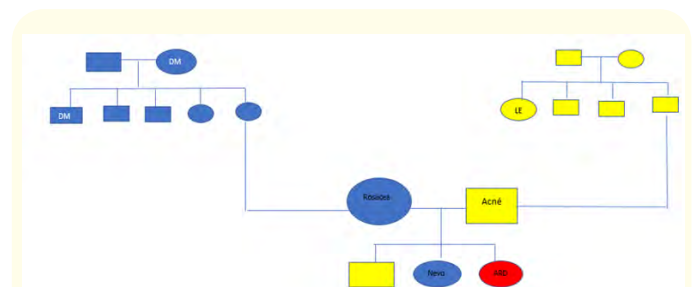 DM
DM
LE
Rosácea
Acné
Nevo
ARD